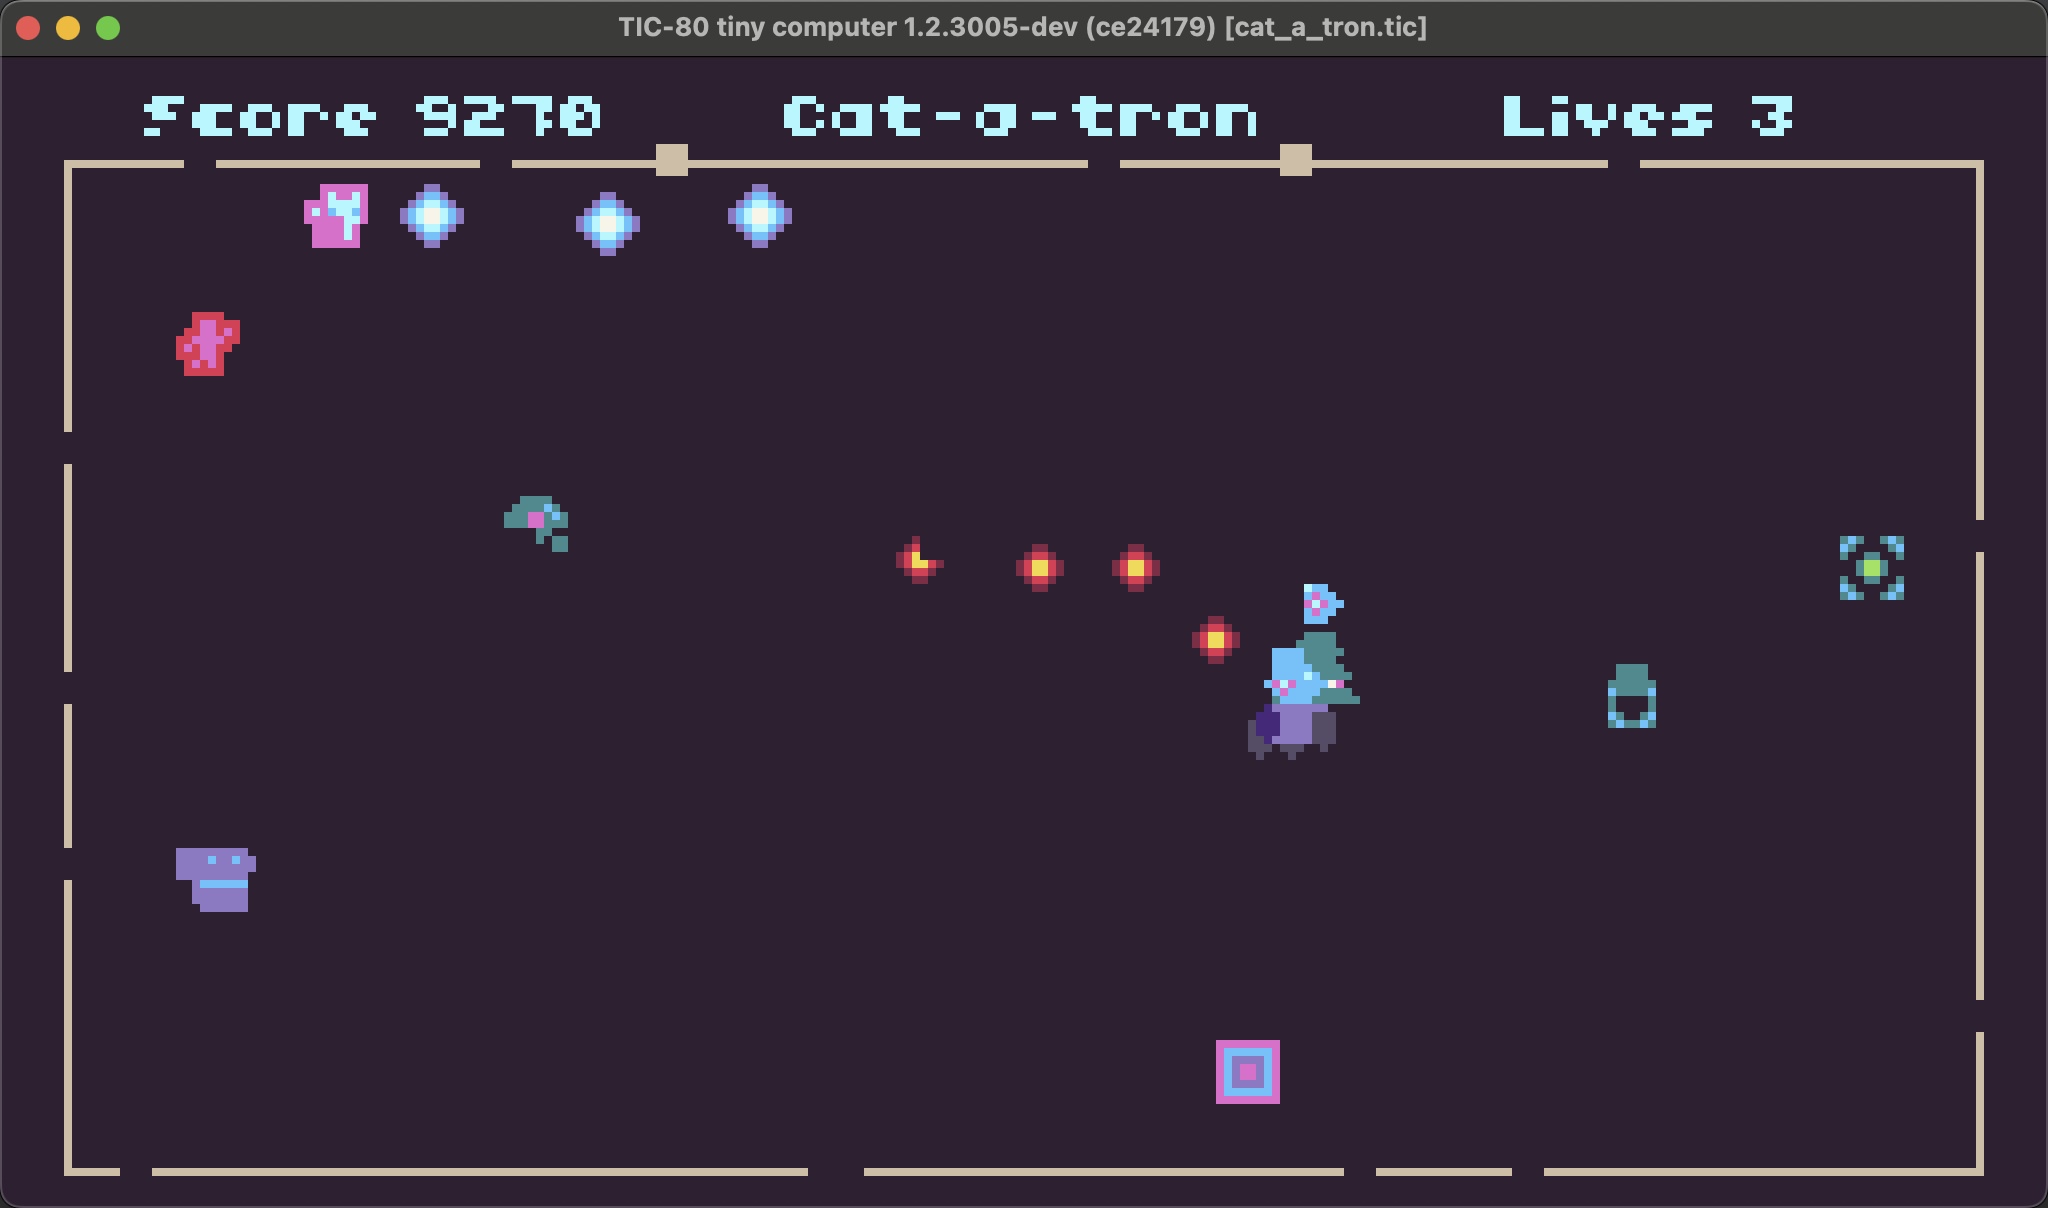 TIC-80 tiny computer 1.2.3005-dev (ce24179) [cat_a_tron.tic]
Score 9270 Cat-a-tron Lives 3